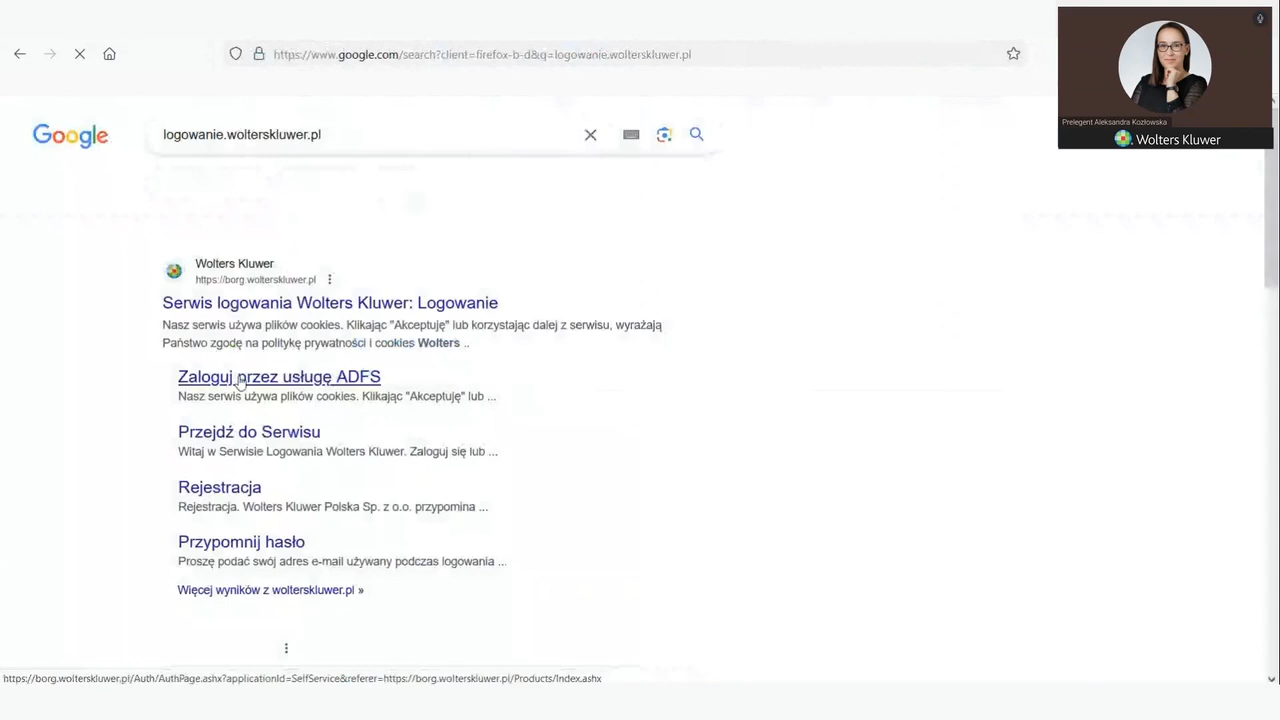 https://www.google.com/search?client=firefox-b-d&q=logowanie.wolterskluwer.pl
Prelegent Aleksandra Kozłowska
Wolters Kluwer
Google
logowanie.wolterskluwer.pl
Wolters Kluwer
https://borg.wolterskluwer.pl
Serwis logowania Wolters Kluwer: Logowanie
Nasz serwis używa plików cookies. Klikając "Akceptuję" lub korzystając dalej z serwisu, wyrażają
Państwo zgodę na politykę prywatności i cookies Wolters ..
Zaloguj przez usługę ADFS
Nasz serwis używa plików cookies. Klikając "Akceptuję" lub ...
Przejdź do Serwisu
Witaj w Serwisie Logowania Wolters Kluwer. Zaloguj się lub ...
Rejestracja
Rejestracja. Wolters Kluwer Polska Sp. z o.o. przypomina ...
Przypomnij hasło
Proszę podać swój adres e-mail używany podczas logowania ...
Więcej wyników z wolterskluwer.pl »
https://borg.wolterskluwer.pl/Auth/AuthPage.ashx?applicationId=SelfService&referer=https://borg.wolterskluwer.pl/Products/Index.ashx